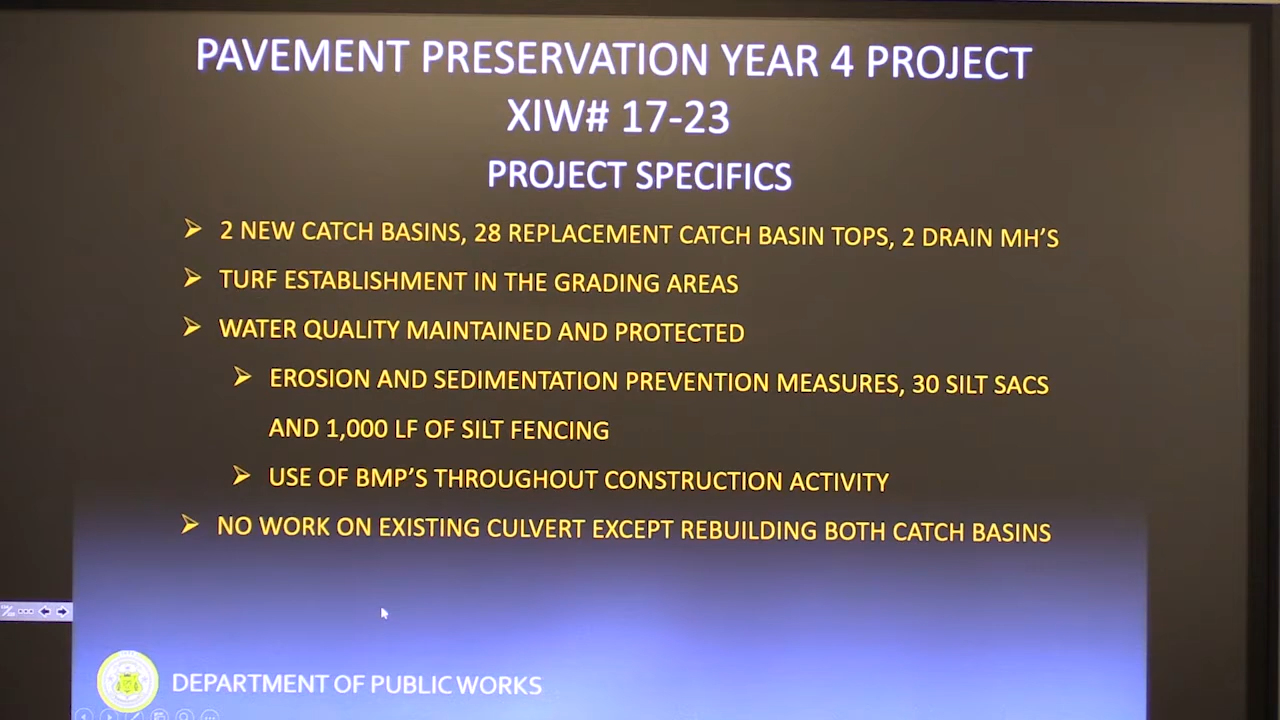 PAVEMENT PRESERVATION YEAR 4 PROJECT
XIW# 17-23
PROJECT SPECIFICS
2 NEW CATCH BASINS, 28 REPLACEMENT CATCH BASIN TOPS, 2 DRAIN MH'S
TURF ESTABLISHMENT IN THE GRADING AREAS
WATER QUALITY MAINTAINED AND PROTECTED
EROSION AND SEDIMENTATION PREVENTION MEASURES, 30 SILT SACS
AND 1,000 LF OF SILT FENCING
USE OF BMP'S THROUGHOUT CONSTRUCTION ACTIVITY
NO WORK ON EXISTING CULVERT EXCEPT REBUILDING BOTH CATCH BASINS
DEPARTMENT OF PUBLIC WORKS